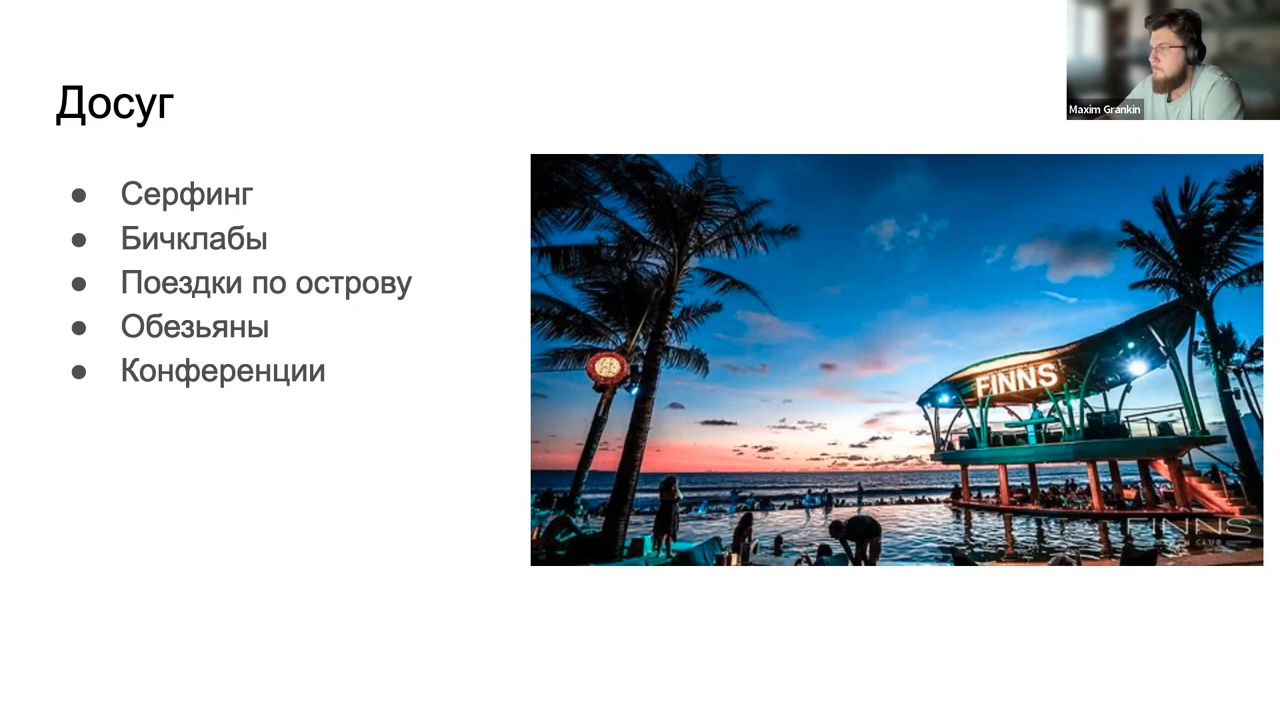 Досуг
Maxim Grankin
● Серфинг
● Бичклабы
● Поездки по острову
● Обезьяны
● Конференции
FINNS
FINNS